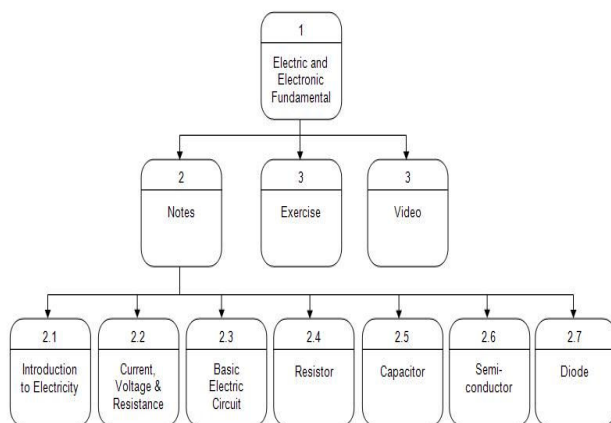 1
Electric and
Electronic
Fundamental
2
Notes
3
Exercise
3
Video
2.1
Introduction
to Electricity
2.2
Current,
Voltage &
Resistance
2.3
Basic
Electric
Circuit
2.4
Resistor
2.5
Capacitor
2.6
Semi-
conductor
2.7
Diode